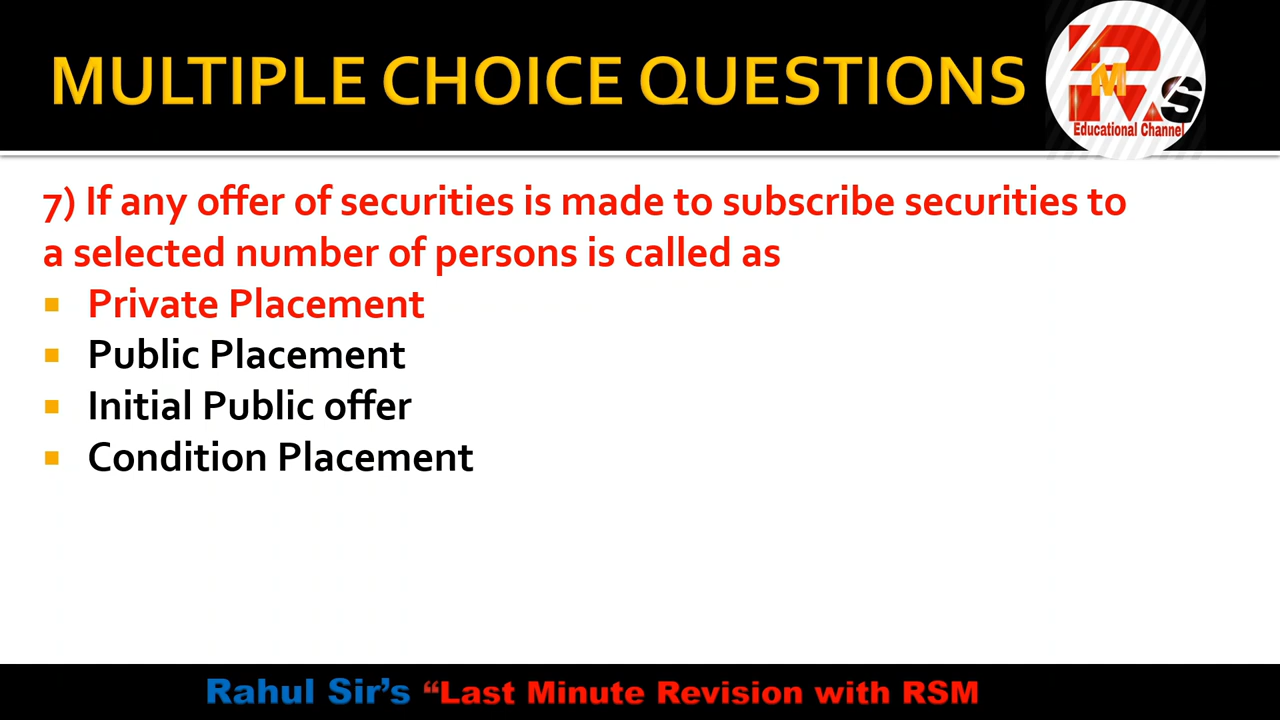 MULTIPLE CHOICE QUESTIONS
RMS
Educational Channel
7) If any offer of securities is made to subscribe securities to
a selected number of persons is called as
Private Placement
Public Placement
Initial Public offer
Condition Placement
Rahul Sir's "Last Minute Revision with RSM